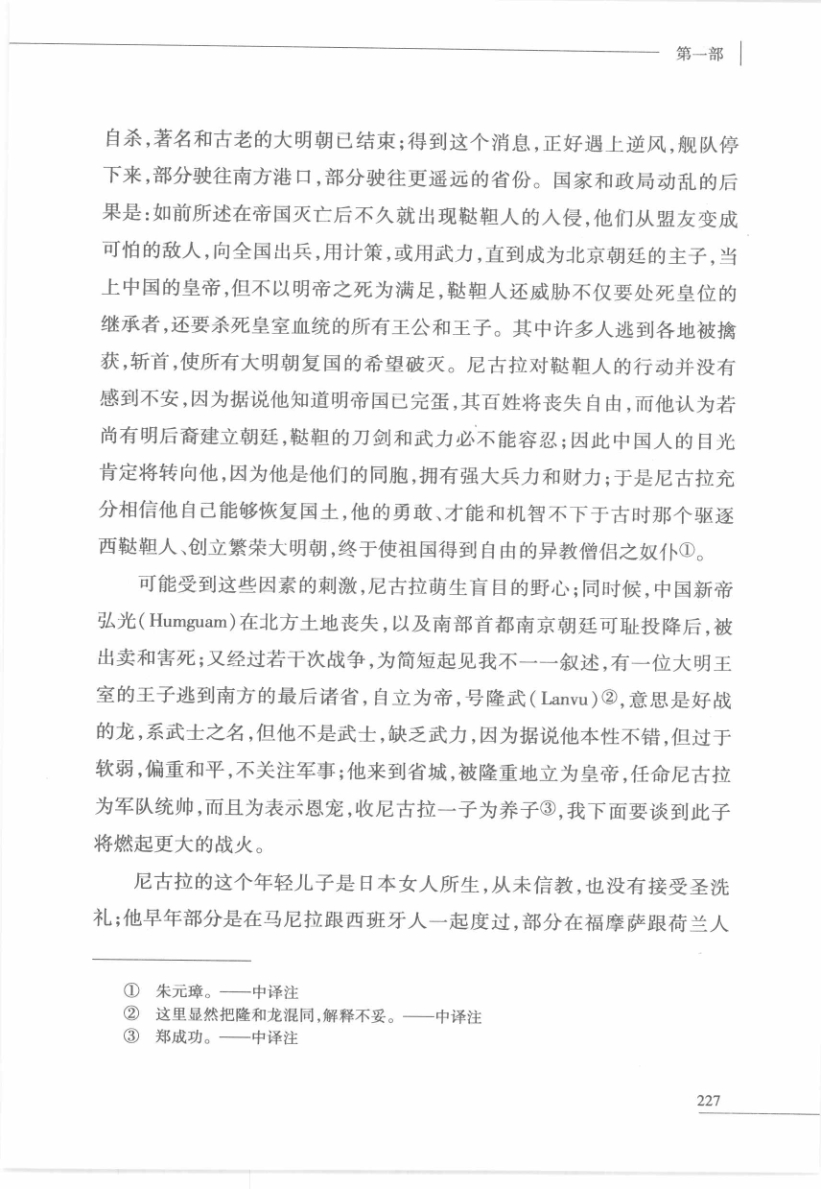 第一部
自杀,著名和古老的大明朝已结束;得到这个消息,正好遇上逆风,舰队停
下来,部分驶往南方港口,部分驶往更遥远的省份。国家和政局动乱的后
果是:如前所述在帝国灭亡后不久就出现鞑靼人的入侵,他们从盟友变成
可怕的敌人,向全国出兵,用计策,或用武力,直到成为北京朝廷的主子,当
上中国的皇帝,但不以明帝之死为满足,鞑靼人还威胁不仅要处死皇位的
继承者,还要杀死皇室血统的所有王公和王子。其中许多人逃到各地被擒
获,斩首,使所有大明朝复国的希望破灭。尼古拉对鞑靼人的行动并没有
感到不安,因为据说他知道明帝国已完蛋,其百姓将丧失自由,而他认为若
尚有明后裔建立朝廷,鞑靼的刀剑和武力必不能容忍;因此中国人的目光
肯定将转向他,因为他是他们的同胞,拥有强大兵力和财力;于是尼古拉充
分相信他自己能够恢复国土,他的勇敢、才能和机智不下于古时那个驱逐
西鞑靼人、创立繁荣大明朝,终于使祖国得到自由的异教僧侣之奴仆①。
可能受到这些因素的刺激,尼古拉萌生盲目的野心;同时候,中国新帝
弘光(Humguam)在北方土地丧失,以及南部首都南京朝廷可耻投降后,被
出卖和害死;又经过若干次战争,为简短起见我不一一叙述,有一位大明王
室的王子逃到南方的最后诸省,自立为帝,号隆武(Lanvu)②,意思是好战
的龙,系武士之名,但他不是武士,缺乏武力,因为据说他本性不错,但过于
软弱,偏重和平,不关注军事;他来到省城,被隆重地立为皇帝,任命尼古拉
为军队统帅,而且为表示恩宠,收尼古拉一子为养子③,我下面要谈到此子
将燃起更大的战火。
尼古拉的这个年轻儿子是日本女人所生,从未信教,也没有接受圣洗
礼;他早年部分是在马尼拉跟西班牙人一起度过,部分在福摩萨跟荷兰人
① 朱元璋。——中译注
② 这里显然把隆和龙混同,解释不妥。——中译注
③ 郑成功。——中译注
227